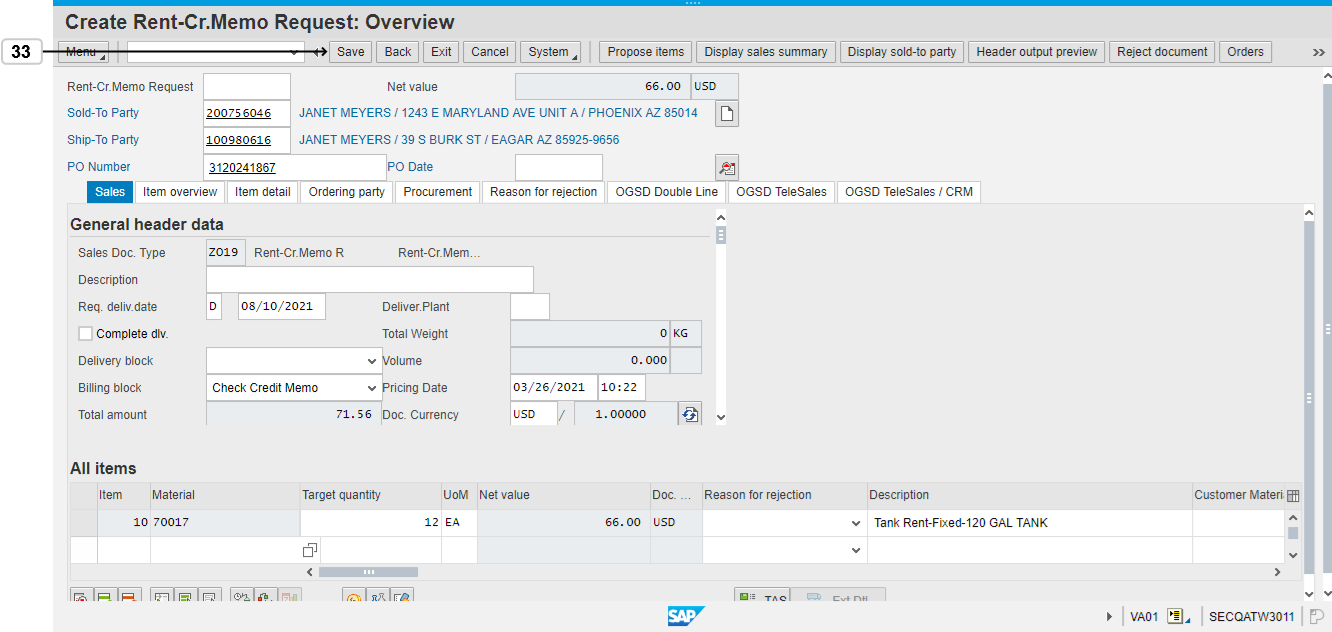 Create Rent-Cr.Memo Request: Overview
33
Menu Save Back Exit Cancel System Propose items Display sales summary Display sold-to party Header output preview Reject document Orders
Rent-Cr.Memo Request Net value 66.00 USD
Sold-To Party 200756046 JANET MEYERS / 1243 E MARYLAND AVE UNIT A / PHOENIX AZ 85014
Ship-To Party 100980616 JANET MEYERS / 39 S BURK ST / EAGAR AZ 85925-9656
PO Number 3120241867 PO Date
Sales Item overview Item detail Ordering party Procurement Reason for rejection OGSD Double Line OGSD TeleSales OGSD TeleSales / CRM
General header data
Sales Doc. Type ZO19 Rent-Cr.Memo R Rent-Cr.Mem...
Description
Req. deliv.date D 08/10/2021 Deliver.Plant
Complete dlv. Total Weight 0 KG
Delivery block Volume 0.000
Billing block Check Credit Memo Pricing Date 03/26/2021 10:22
Total amount 71.56 Doc. Currency USD / 1.00000
All items
Item Material Target quantity UoM Net value Doc. ... Reason for rejection Description Customer Materi
10 70017 12 EA 66.00 USD Tank Rent-Fixed-120 GAL TANK
TAS Ext Dtl
SAP VA01 SECQATW3011